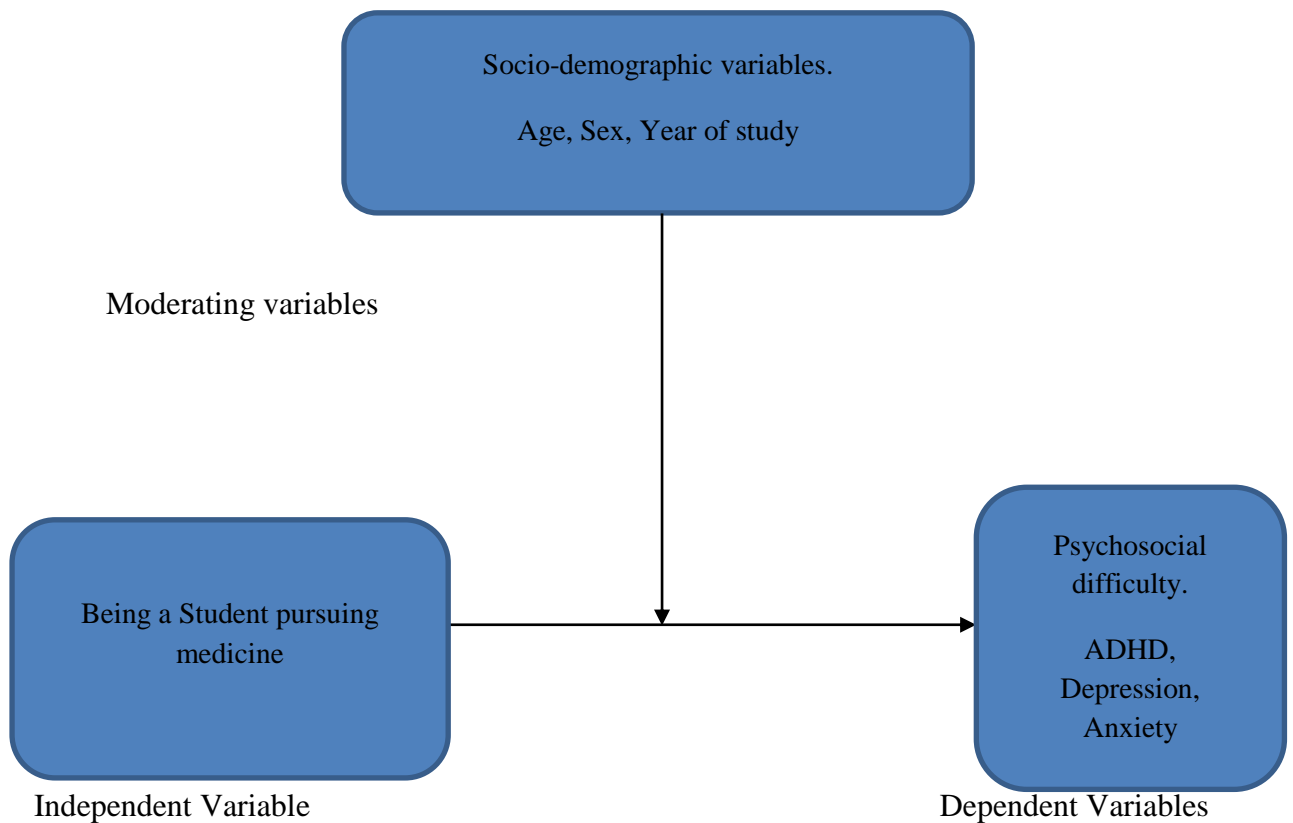 Socio-demographic variables.
Age, Sex, Year of study
Moderating variables
Being a Student pursuing
medicine
Psychosocial
difficulty.
ADHD,
Depression,
Anxiety
Independent Variable
Dependent Variables